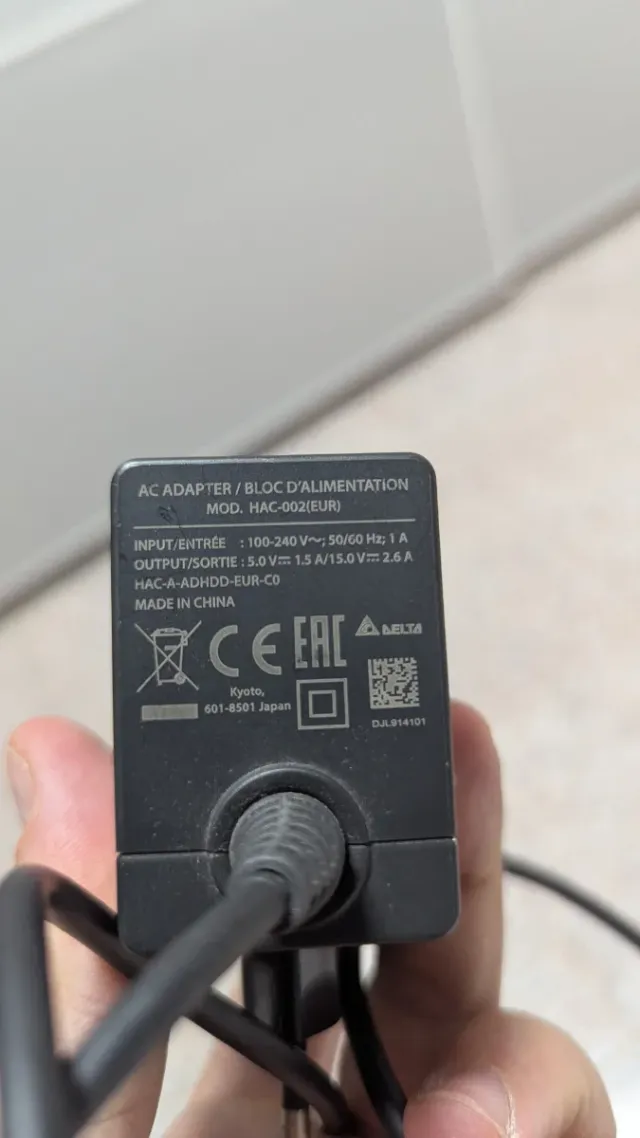 AC ADAPTER / BLOC D'ALIMENTATION
MOD. HAC-002(EUR)
INPUT/ENTRÉE : 100-240 V~; 50/60 Hz; 1 A
OUTPUT/SORTIE : 5.0 V⎓ 1.5 A/15.0 V⎓ 2.6 A
HAC-A-ADHDD-EUR-C0
MADE IN CHINA
CE EAC DELTA
Kyoto,
601-8501 Japan
DJL914101